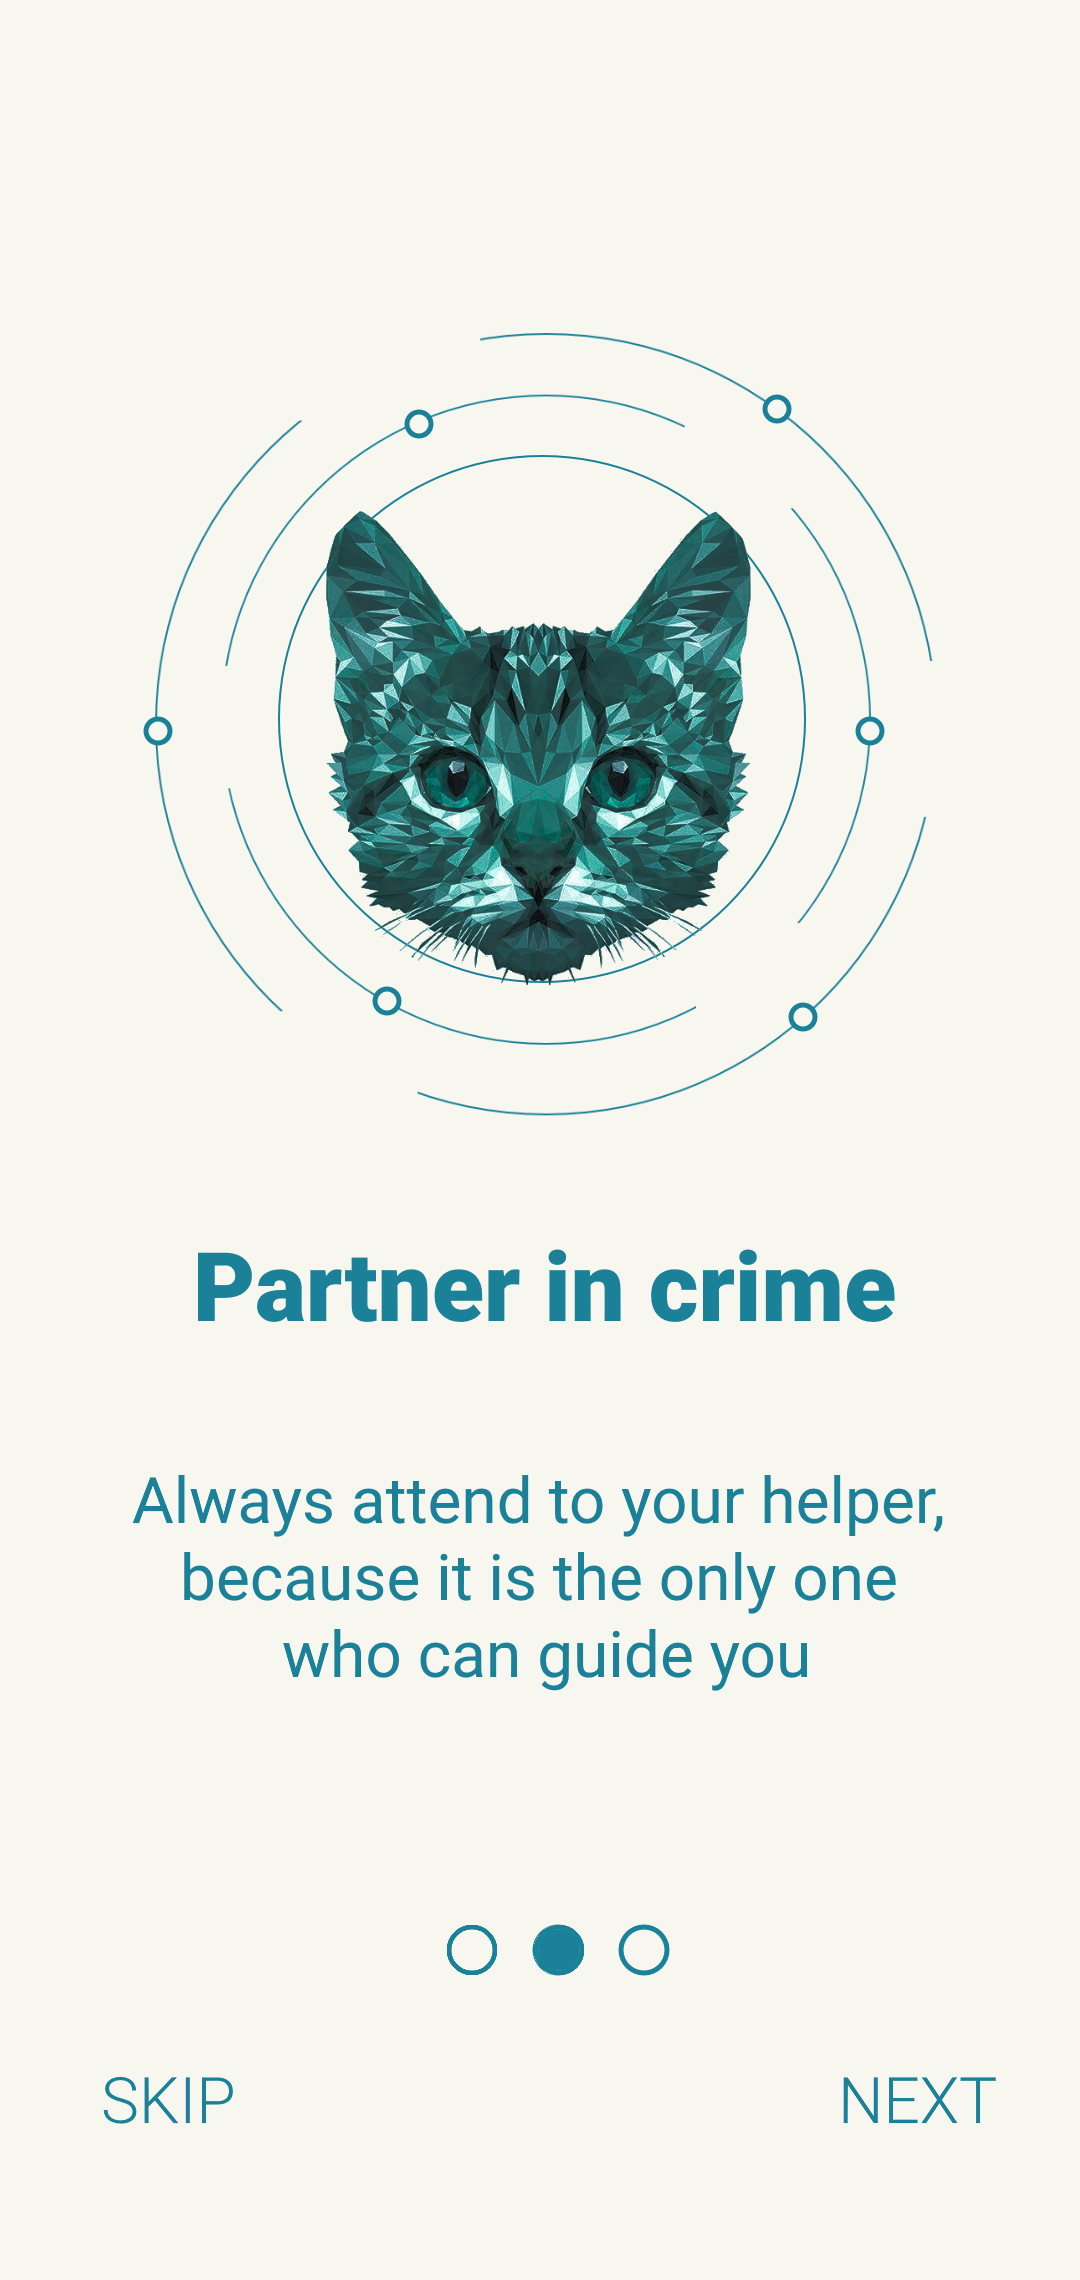 Partner in crime
Always attend to your helper,
because it is the only one
who can guide you
SKIP
NEXT